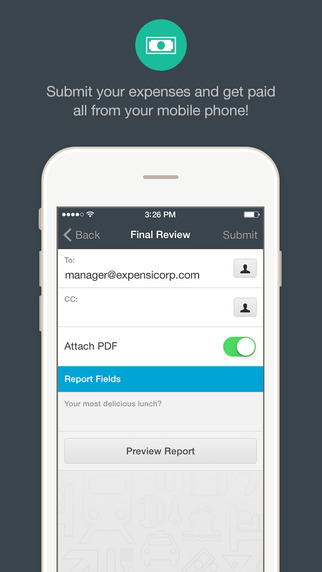 Submit your expenses and get paid
all from your mobile phone!
3:26 PM
Back
Final Review
Submit
To:
manager@expensicorp.com
CC:
Attach PDF
Report Fields
Your most delicious lunch?
Preview Report